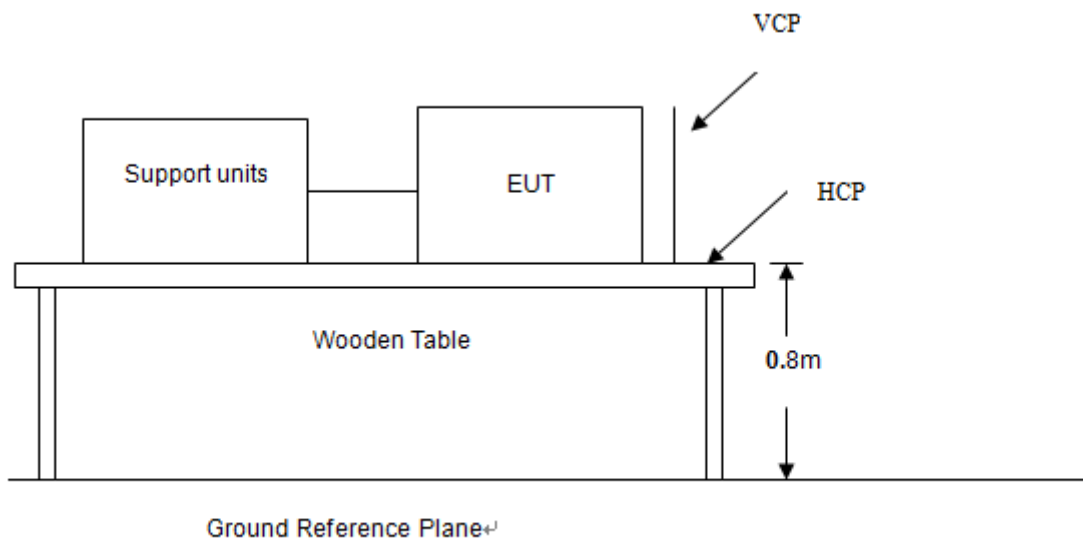 VCP
Support units
EUT
HCP
Wooden Table
0.8m
Ground Reference Plane↵